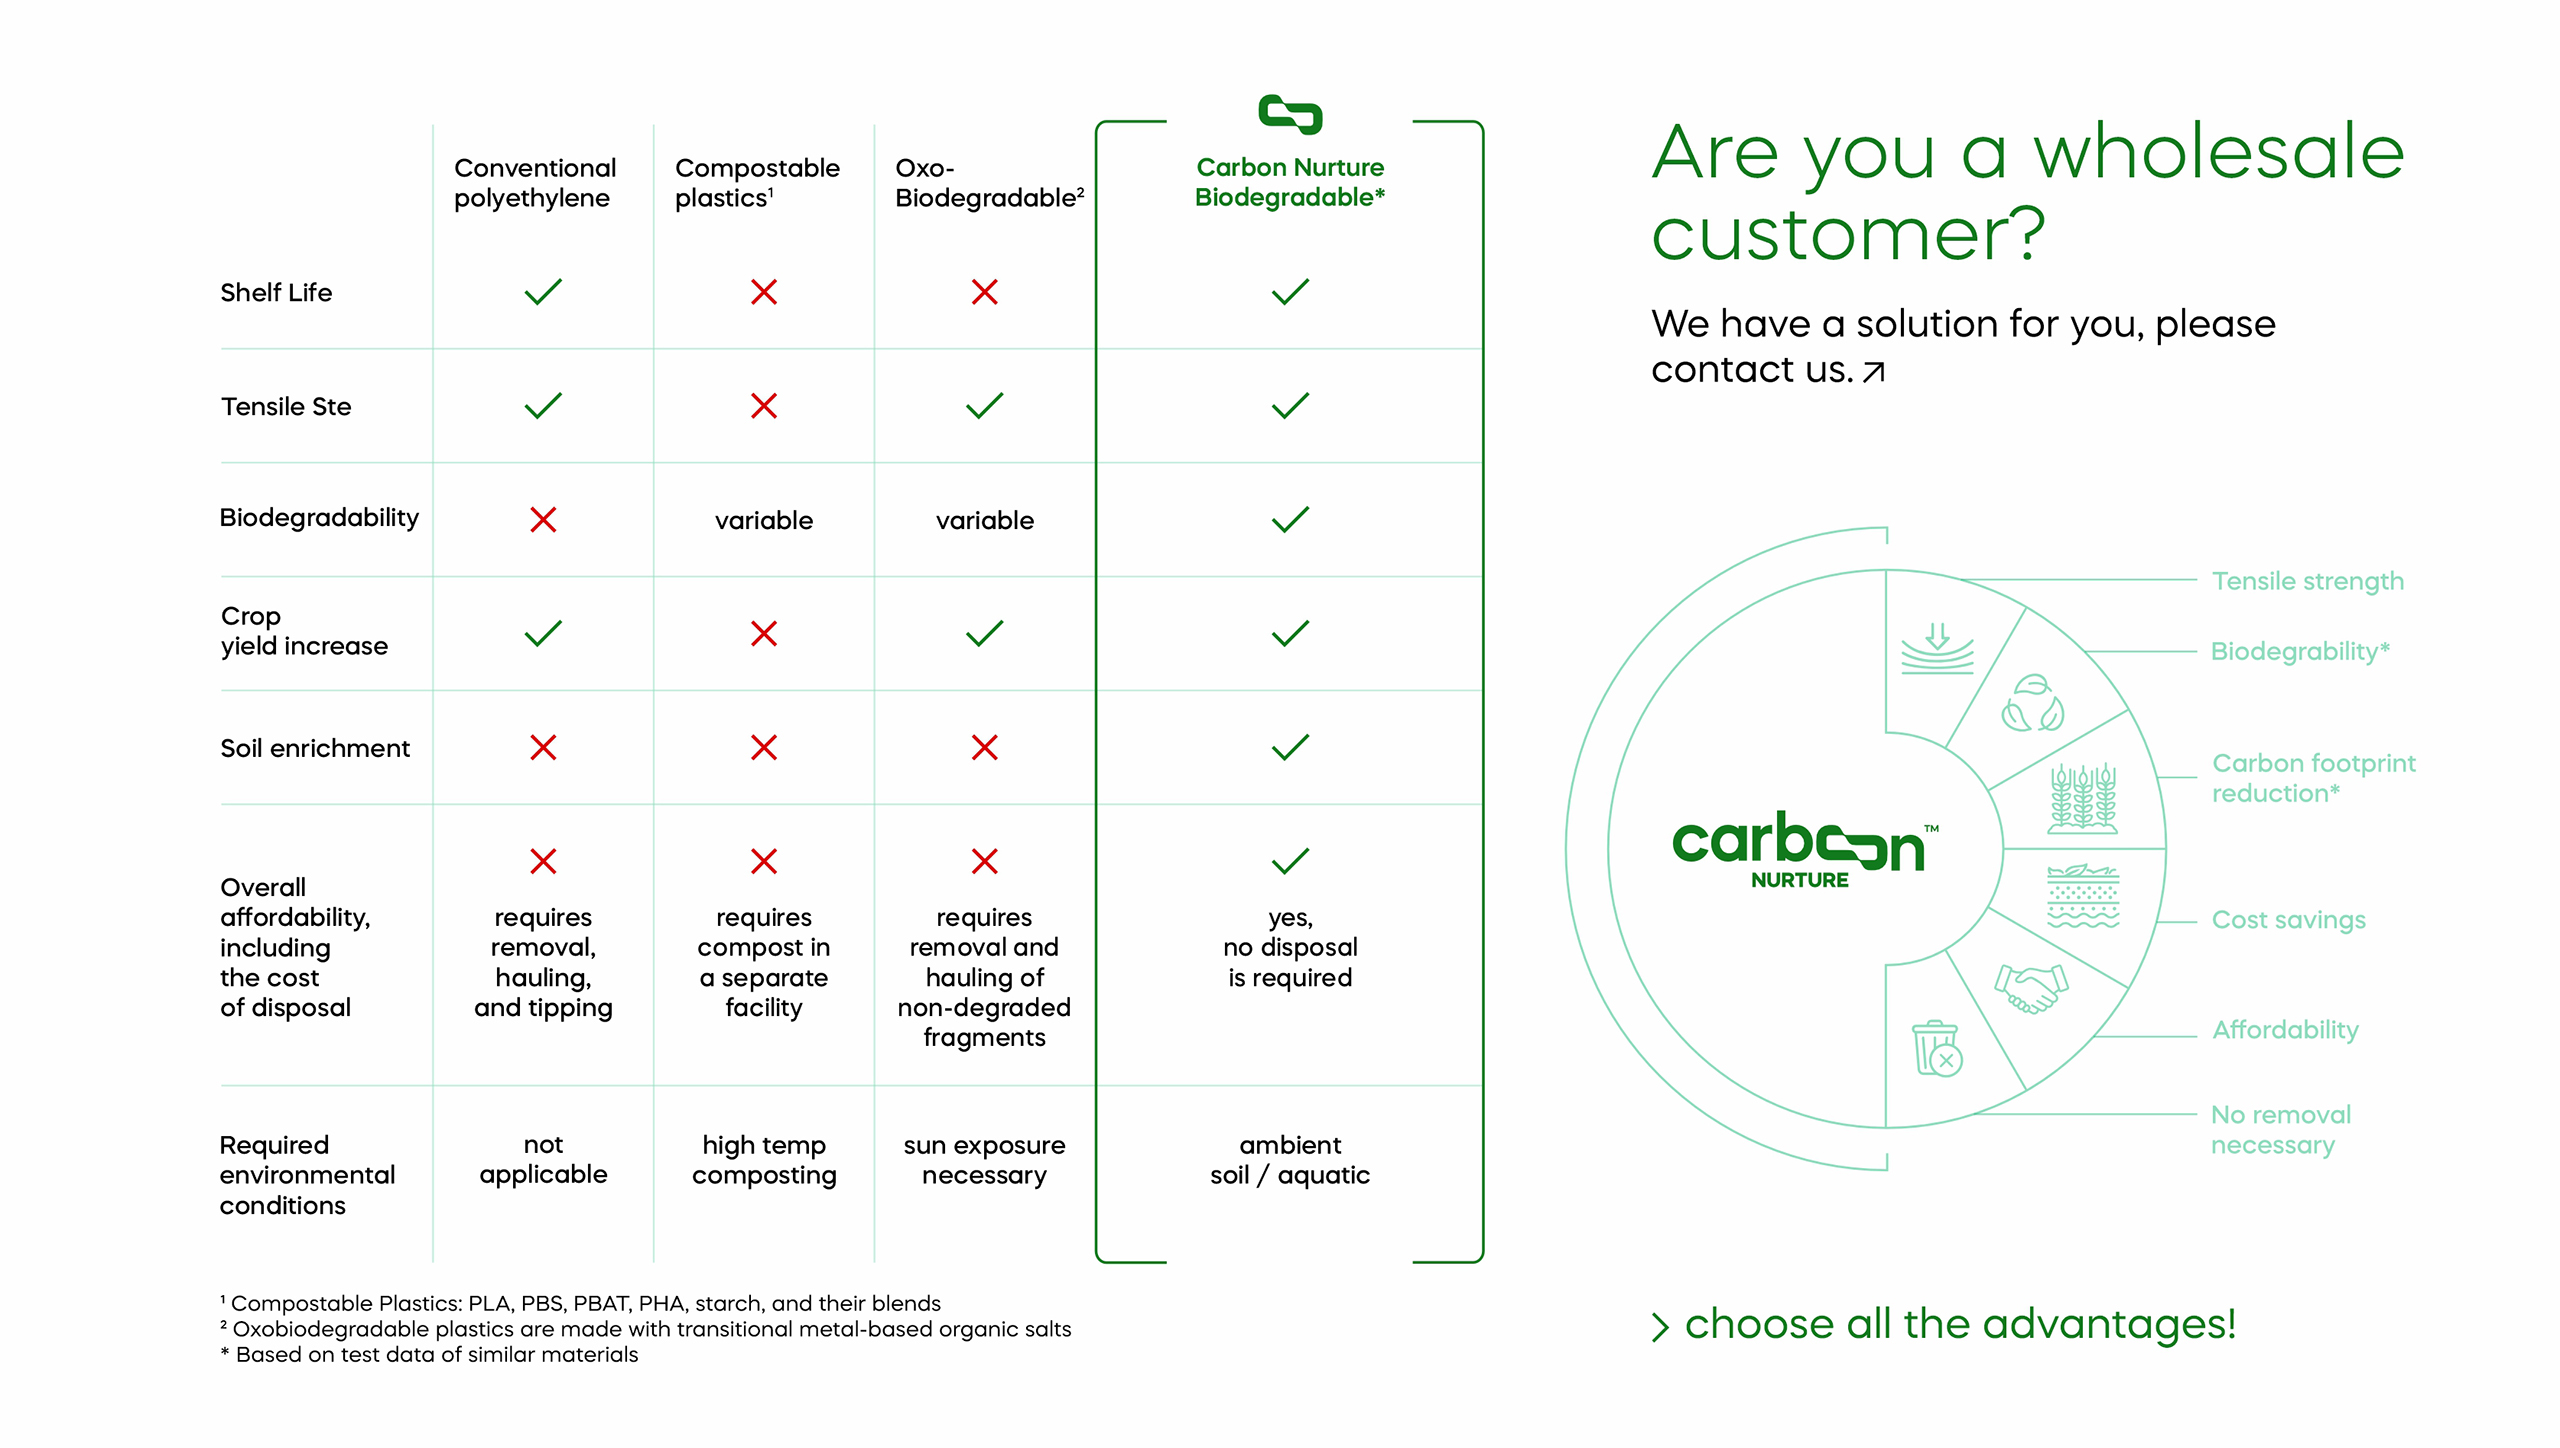 Conventional
polyethylene
Compostable
plastics¹
Oxo-
Biodegradable²
Carbon Nurture
Biodegradable*
Shelf Life
Tensile Ste
Biodegradability
variable
variable
Crop
yield increase
Soil enrichment
Overall
affordability,
including
the cost
of disposal
requires
removal,
hauling,
and tipping
requires
compost in
a separate
facility
requires
removal and
hauling of
non-degraded
fragments
yes,
no disposal
is required
Required
environmental
conditions
not
applicable
high temp
composting
sun exposure
necessary
ambient
soil / aquatic
¹ Compostable Plastics: PLA, PBS, PBAT, PHA, starch, and their blends
² Oxobiodegradable plastics are made with transitional metal-based organic salts
* Based on test data of similar materials
Are you a wholesale
customer?
We have a solution for you, please
contact us.
carbon™
NURTURE
Tensile strength
Biodegrability*
Carbon footprint
reduction*
Cost savings
Affordability
No removal
necessary
> choose all the advantages!